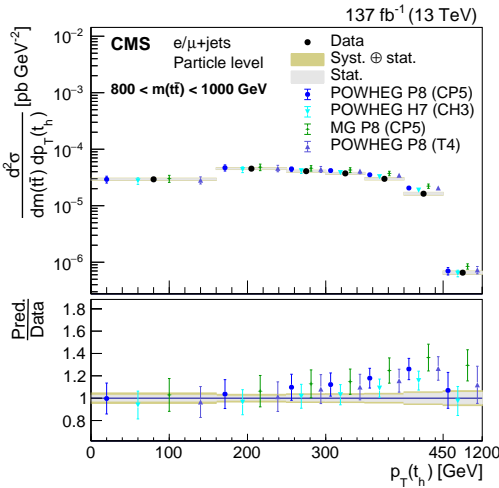 137 fb⁻¹ (13 TeV)
CMS e/μ+jets
Particle level
800 < m(tt̄) < 1000 GeV
Data
Syst. ⊕ stat.
Stat.
POWHEG P8 (CP5)
POWHEG H7 (CH3)
MG P8 (CP5)
POWHEG P8 (T4)
d²σ / dm(tt̄) dp_T(t_h) [pb GeV⁻²]
10⁻²
10⁻³
10⁻⁴
10⁻⁵
10⁻⁶
Pred. / Data
1.8
1.6
1.4
1.2
1
0.8
0 100 200 300 450 1200
p_T(t_h) [GeV]